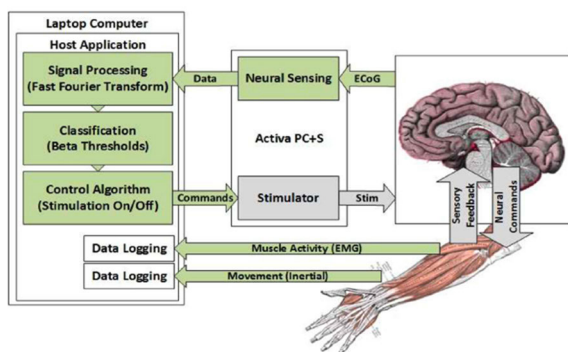 Laptop Computer
Host Application
Signal Processing
(Fast Fourier Transform)
Data
Neural Sensing
ECoG
Classification
(Beta Thresholds)
Activa PC+S
Control Algorithm
(Stimulation On/Off)
Commands
Stimulator
Stim
Sensory
Feedback
Neural
Commands
Data Logging
Muscle Activity (EMG)
Data Logging
Movement (Inertial)